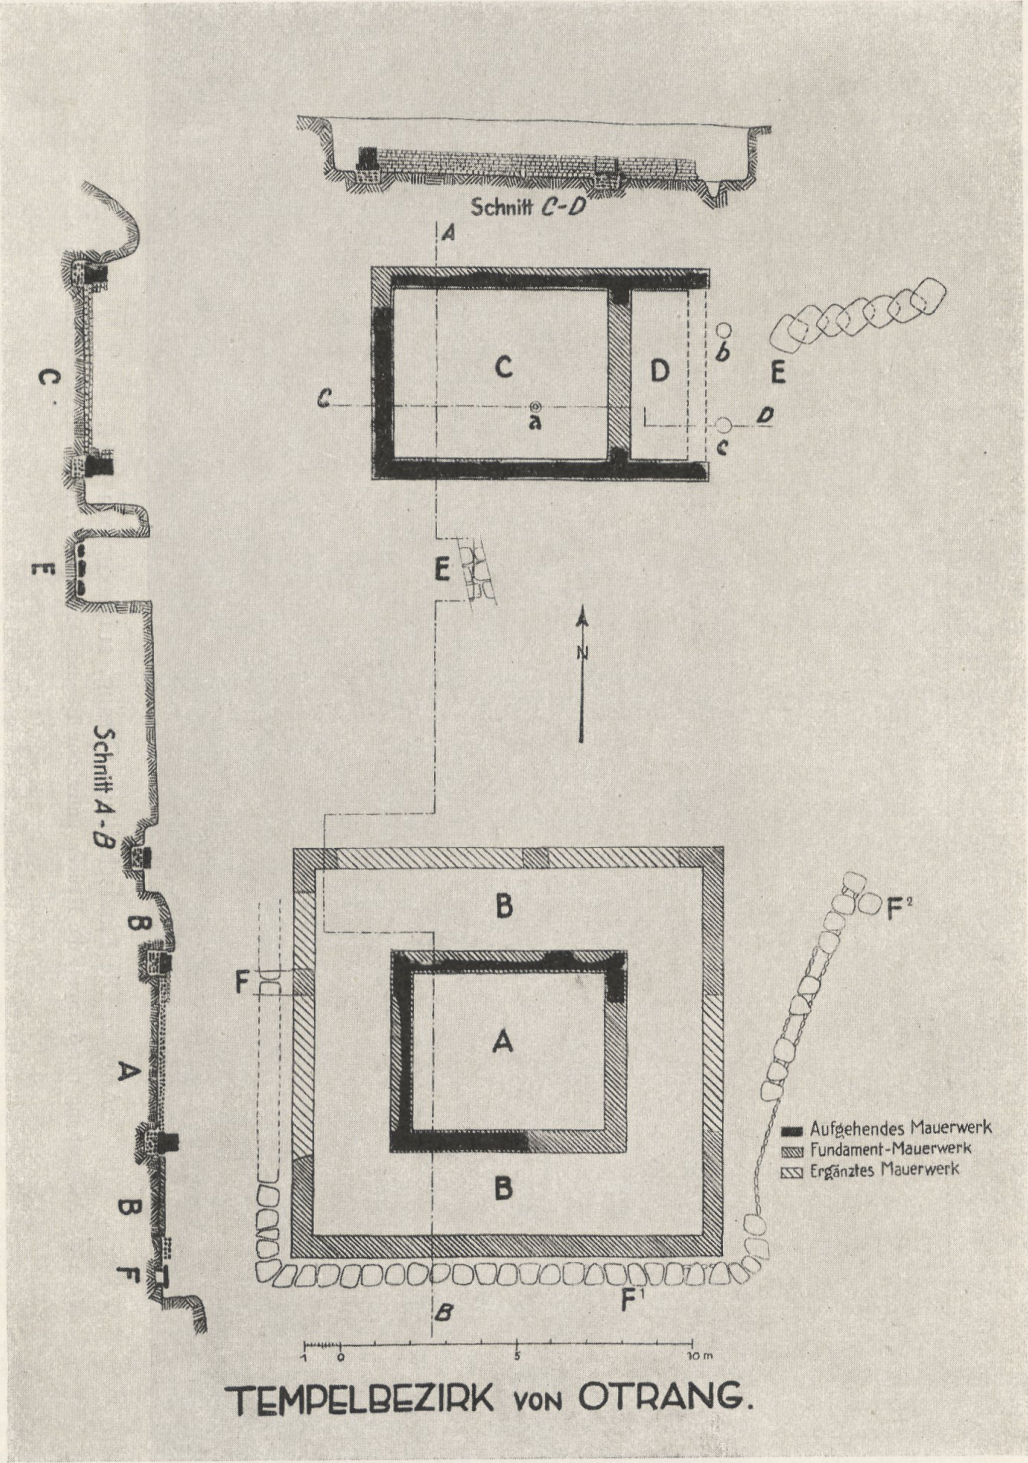 Schnitt C-D
A
C
D
b
E
C
a
D
c
C
E
E
N
Schnitt A-B
B
B
F²
F
A
A
Aufgehendes Mauerwerk
Fundament-Mauerwerk
Ergänztes Mauerwerk
B
B
F
F¹
B
1 0 5 10 m
TEMPELBEZIRK VON OTRANG.